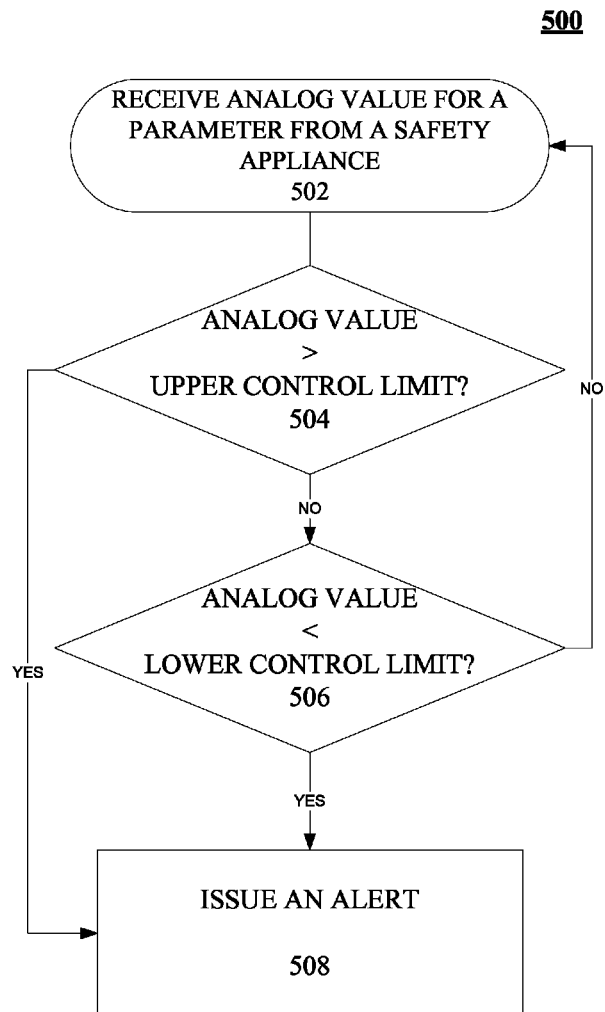 500
RECEIVE ANALOG VALUE FOR A
PARAMETER FROM A SAFETY
APPLIANCE
502
ANALOG VALUE
>
UPPER CONTROL LIMIT?
504
NO
NO
ANALOG VALUE
<
LOWER CONTROL LIMIT?
506
YES
YES
ISSUE AN ALERT
508